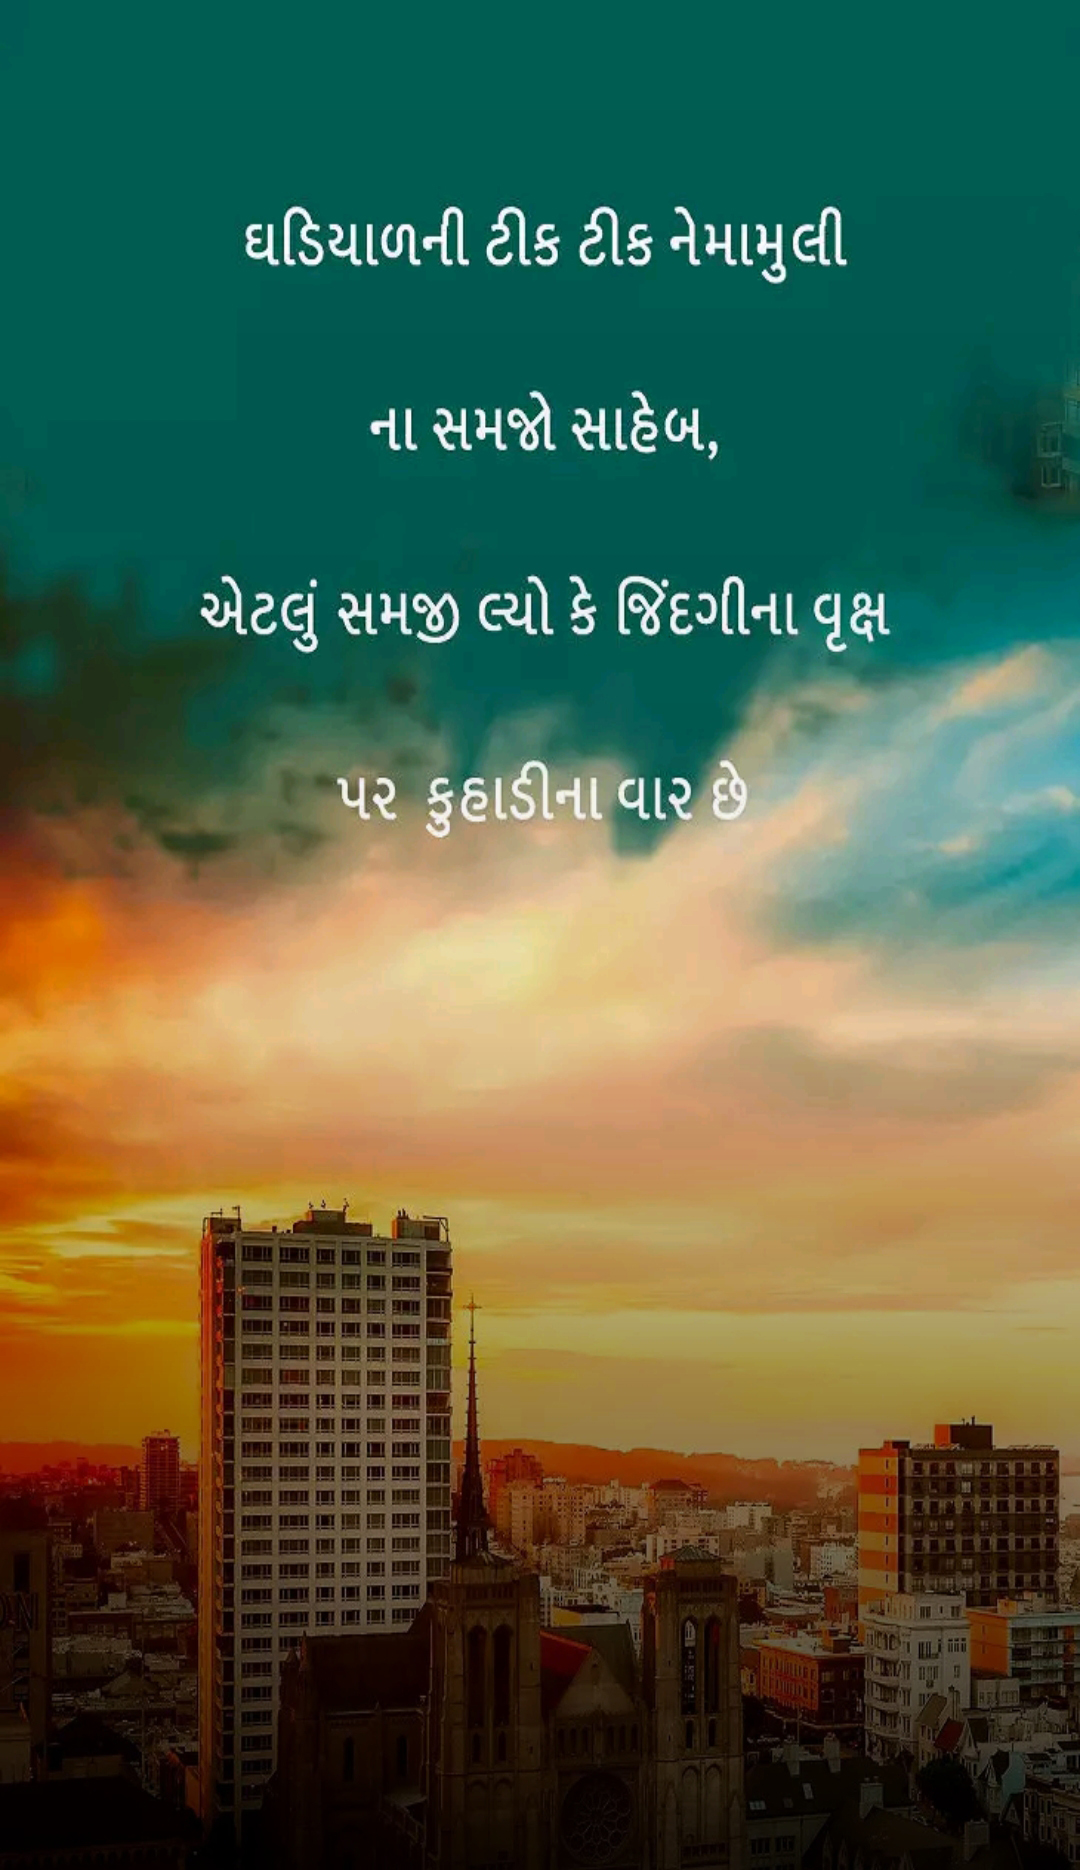 ઘડિયાળની ટીક ટીક નેમામુલી
ના સમજો સાહેબ,
એટલું સમજી લ્યો કે જિંદગીના વૃક્ષ
પર કુહાડીના વાર છે